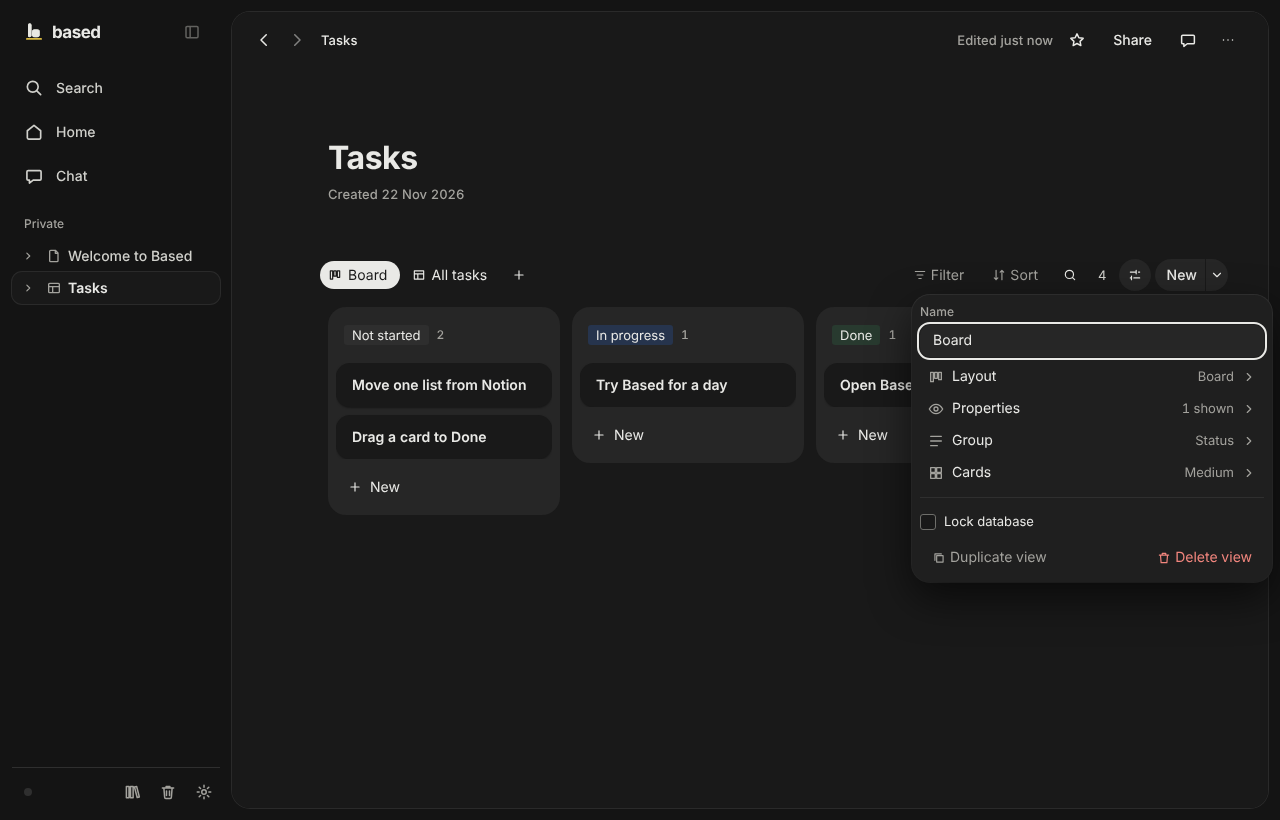 based
Search
Home
Chat
Private
Welcome to Based
Tasks
Tasks
Edited just now
Share
Tasks
Created 22 Nov 2026
Board
All tasks
Filter
Sort
4
New
Not started 2
Move one list from Notion
Drag a card to Done
New
In progress 1
Try Based for a day
New
Done 1
Open Base
New
Name
Board
Layout Board
Properties 1 shown
Group Status
Cards Medium
Lock database
Duplicate view
Delete view